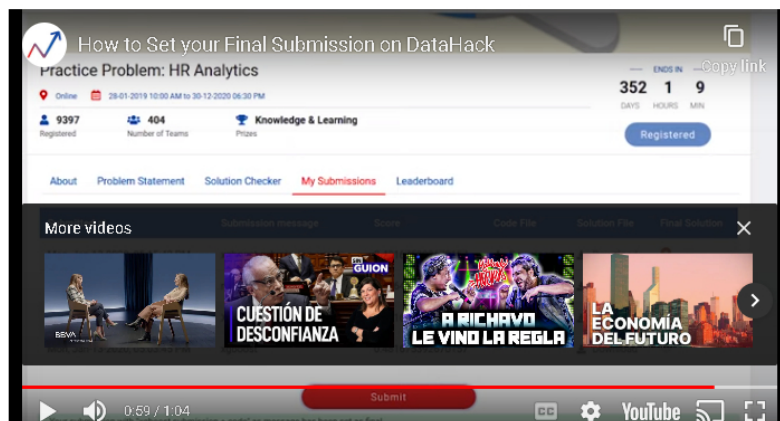 How to Set your Final Submission on DataHack
Copy link
Practice Problem: HR Analytics
ENDS IN
Online 28-01-2019 10:00 AM to 30-12-2020 06:30 PM
352 1 9
DAYS HOURS MIN
9397 404 Knowledge & Learning
Registered Number of Teams Prizes
Registered
About Problem Statement Solution Checker My Submissions Leaderboard
Submission message Score Code File Solution File Final Solution
More videos
BBVA
SIN GUION
CUESTIÓN DE
DESCONFIANZA
A RICHAVO
LE VINO LA REGLA
LA
ECONOMÍA
DEL FUTURO
Submit
0:59 / 1:04
CC
YouTube